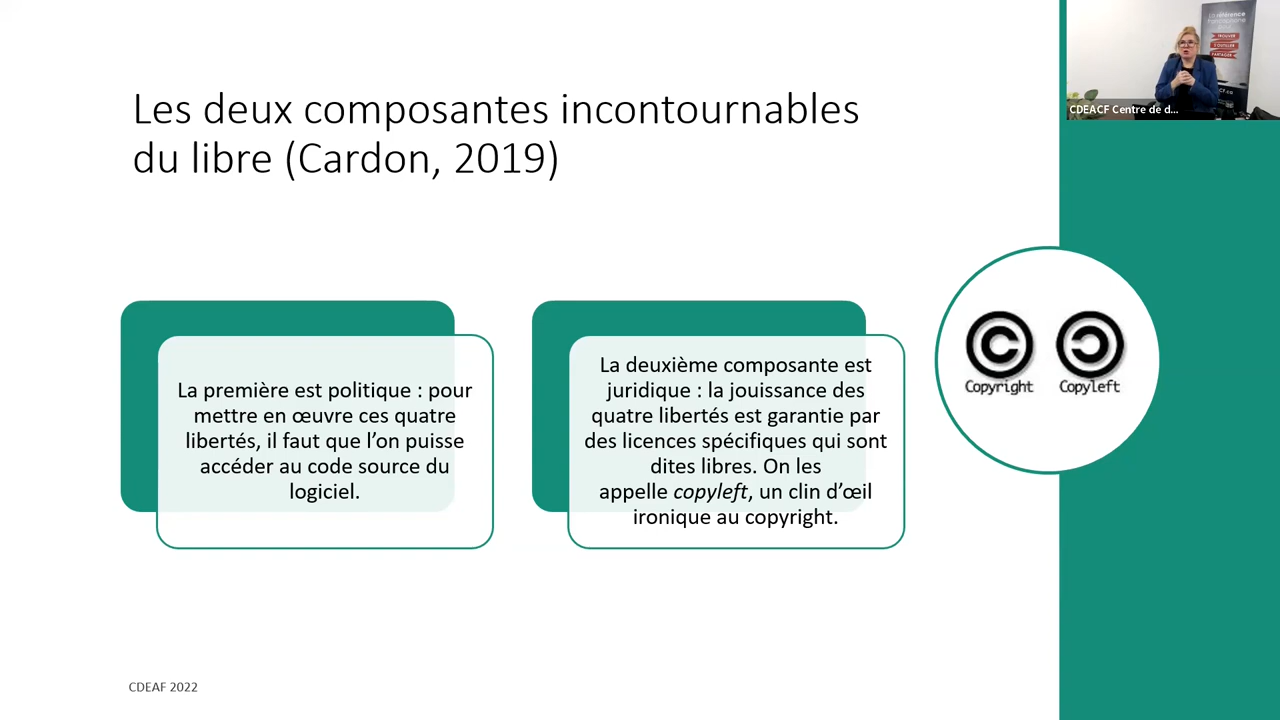 Les deux composantes incontournables
du libre (Cardon, 2019)
La première est politique : pour
mettre en œuvre ces quatre
libertés, il faut que l’on puisse
accéder au code source du
logiciel.
La deuxième composante est
juridique : la jouissance des
quatre libertés est garantie par
des licences spécifiques qui sont
dites libres. On les
appelle copyleft, un clin d’œil
ironique au copyright.
Copyright Copyleft
CDEAF 2022
TROUVER
S'OUTILLER
PARTAGER
CDEACF Centre de d...